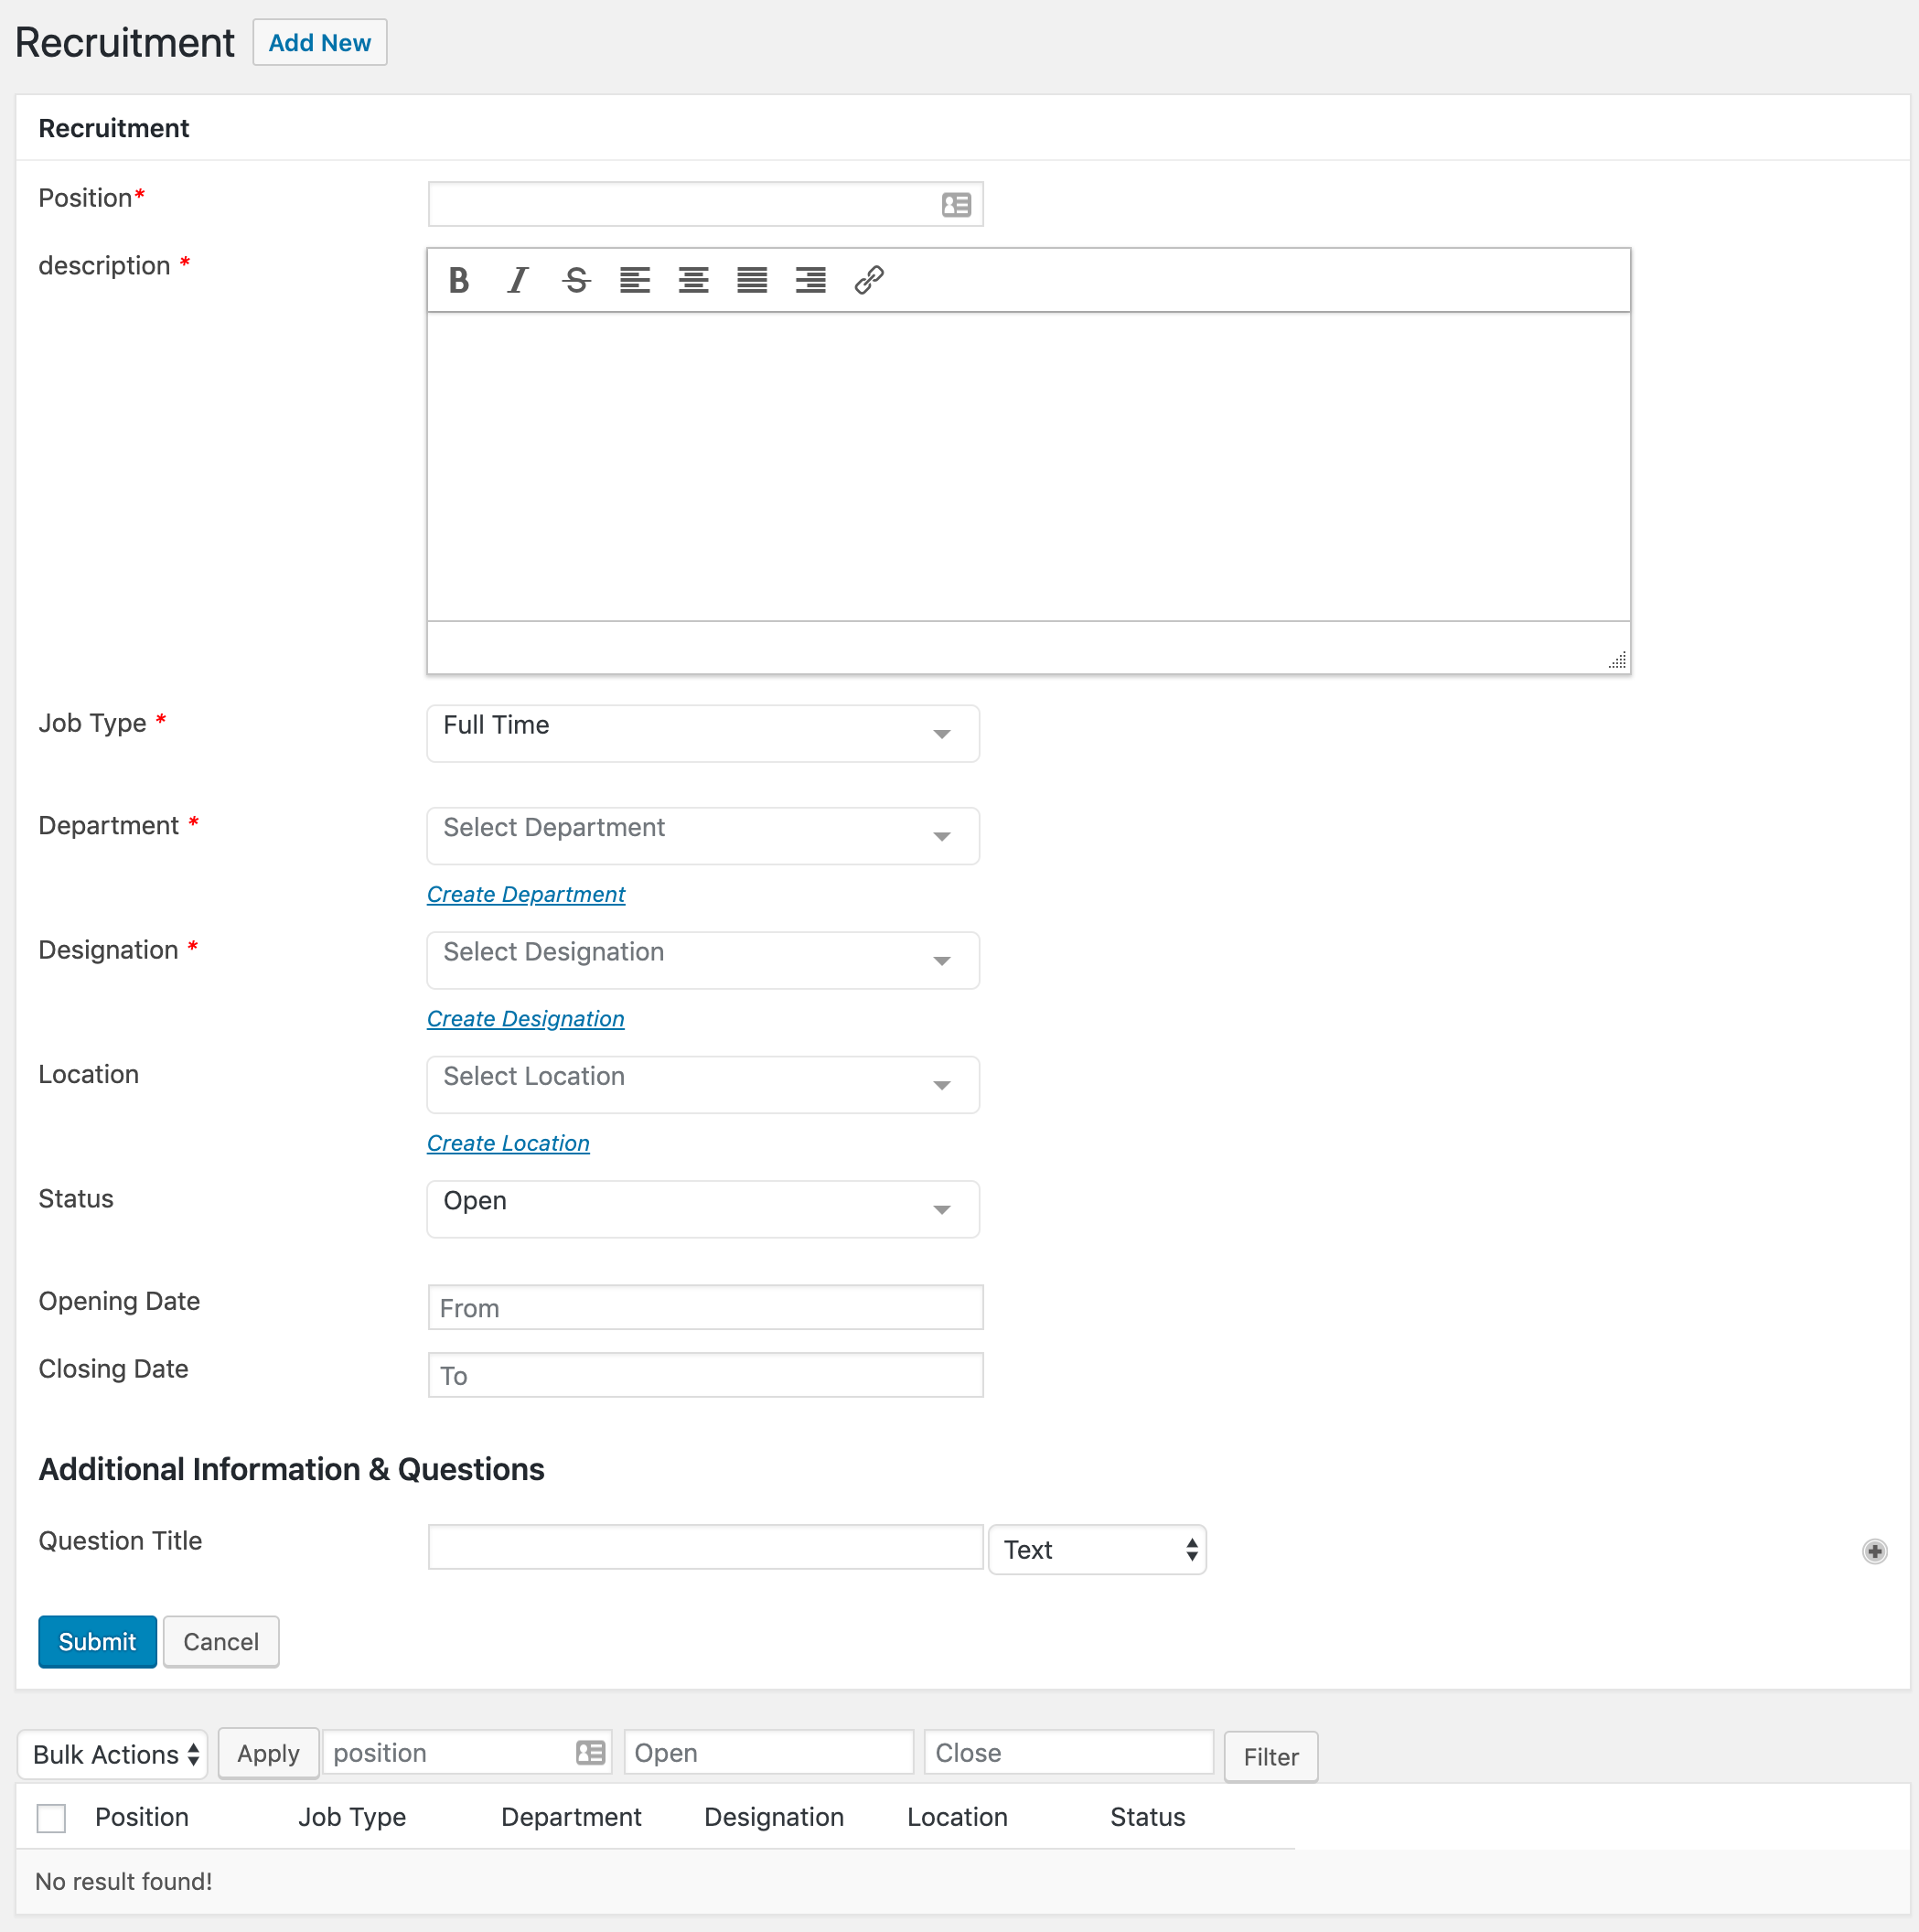 Recruitment Add New
Recruitment
Position*
description *
B I S
Job Type * Full Time
Department * Select Department
Create Department
Designation * Select Designation
Create Designation
Location Select Location
Create Location
Status Open
Opening Date From
Closing Date To
Additional Information & Questions
Question Title Text
Submit Cancel
Bulk Actions Apply position Open Close Filter
Position Job Type Department Designation Location Status
No result found!